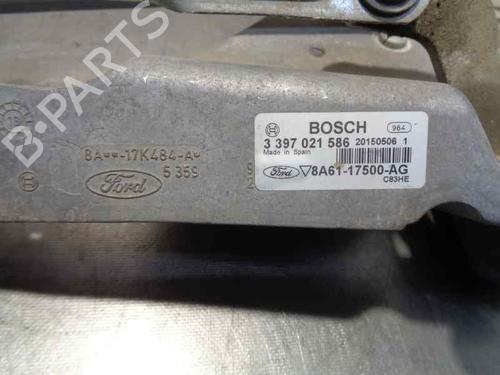 BOSCH
964
3 397 021 586 20150506 1
Made in Spain
Ford 8A61-17500-AG
C83HE
8A**-17K484-A*
Ford
5 359
B-PARTS